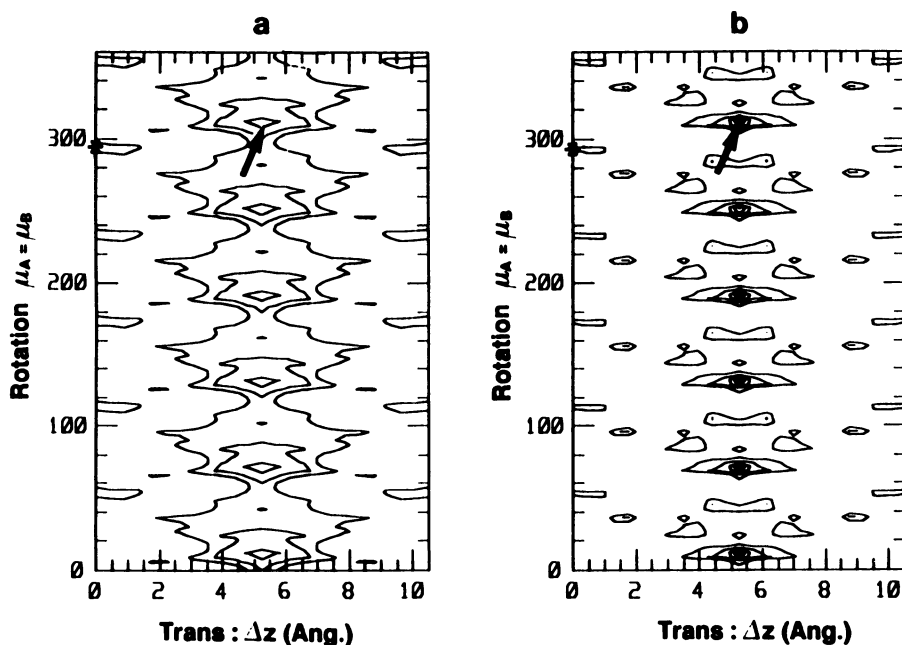 a
b
300
200
100
0
0 2 4 6 8 10
Rotation μA = μB
Trans : Δz (Ang.)
300
200
100
0
0 2 4 6 8 10
Rotation μA = μB
Trans : Δz (Ang.)